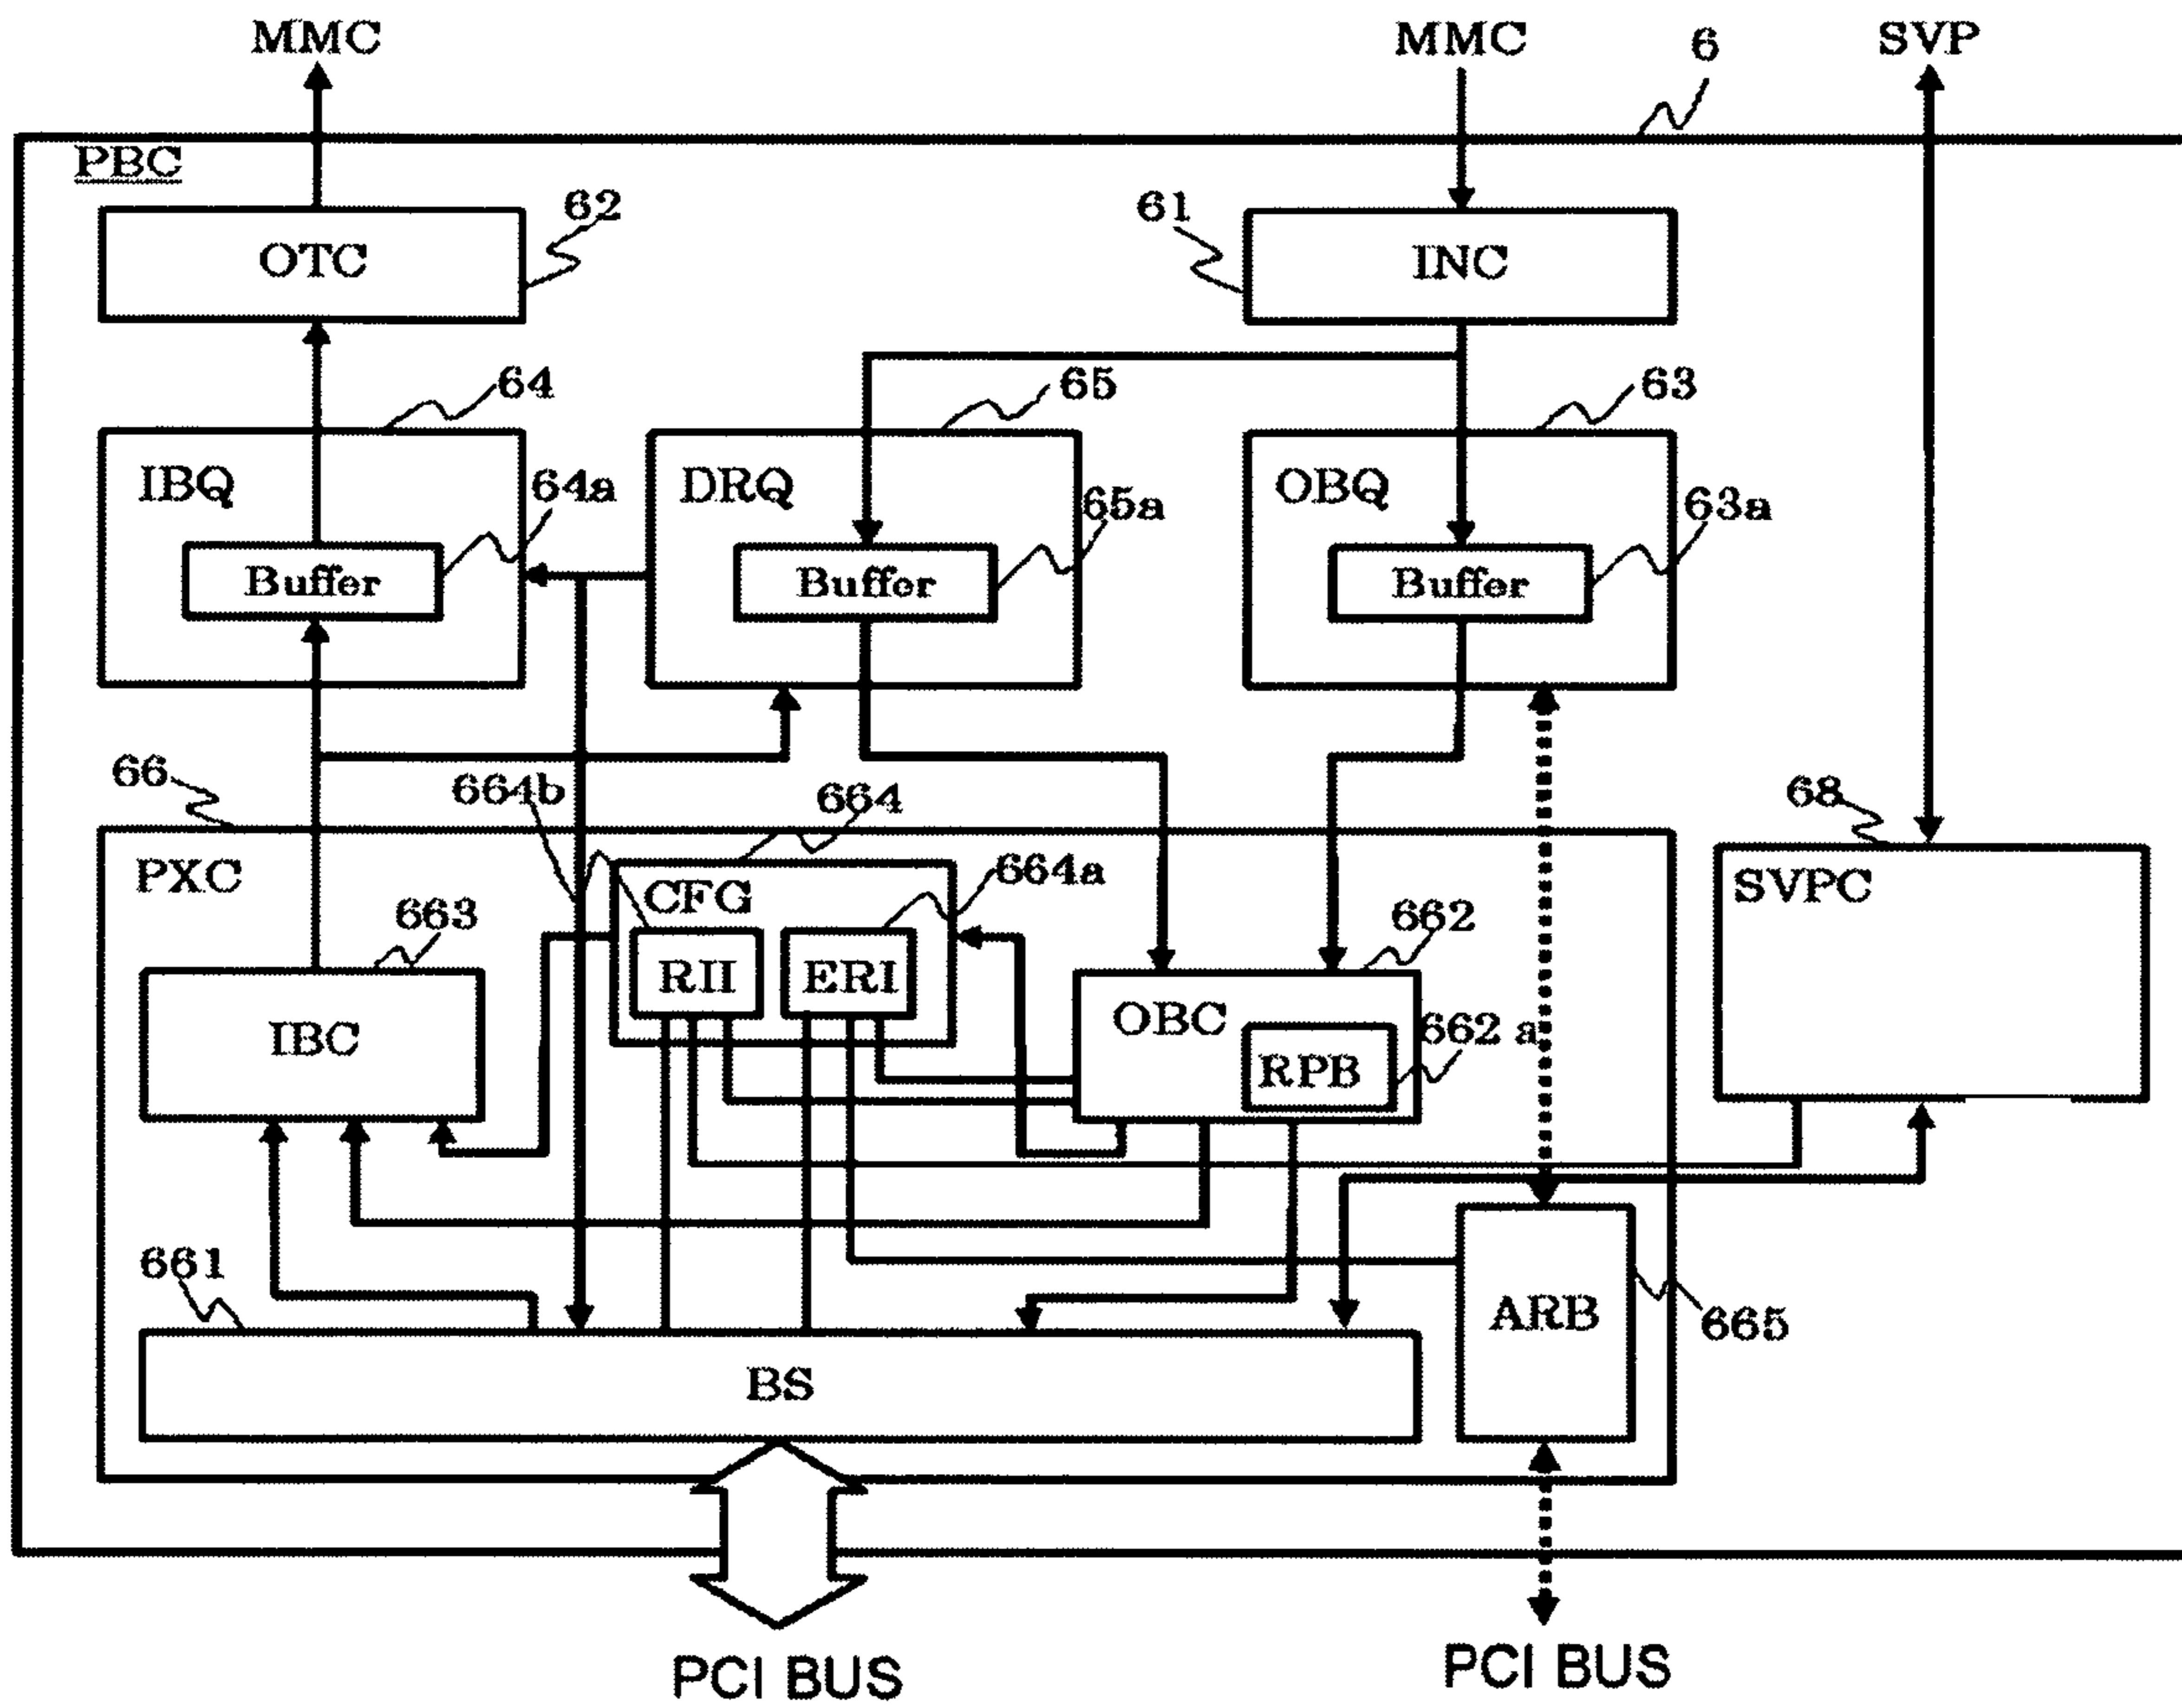 MMC
MMC
6
SVP
PBC
62
61
OTC
INC
64
65
63
IBQ
64a
DRQ
65a
OBQ
63a
Buffer
Buffer
Buffer
66
664b
664
68
PXC
CFG
664a
SVPC
663
662
RII
ERI
IBC
OBC
662 a
RPB
661
ARB
665
BS
PCI BUS
PCI BUS